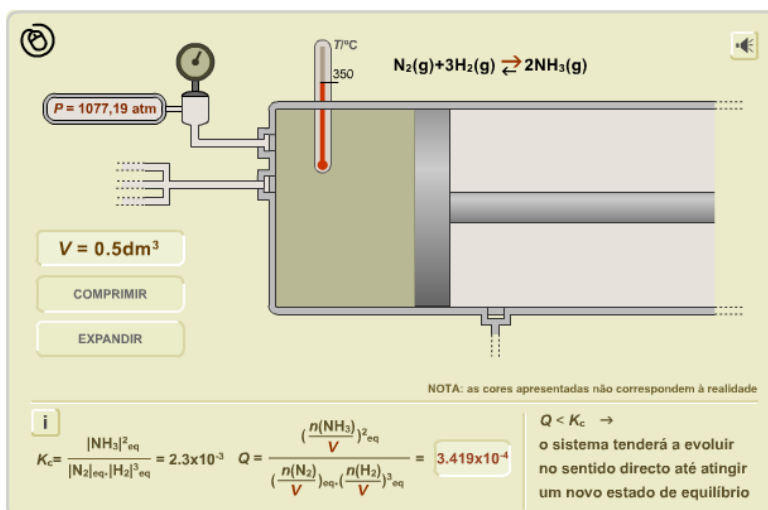 T/ºC
350
N₂(g)+3H₂(g) ⇄ 2NH₃(g)
P = 1077,19 atm
V = 0.5dm³
COMPRIMIR
EXPANDIR
NOTA: as cores apresentadas não correspondem à realidade
i
K꜀= |NH₃|²eq / |N₂|eq.|H₂|³eq = 2.3x10⁻³
Q = (n(NH₃)/V)²eq / (n(N₂)/V)eq.(n(H₂)/V)³eq = 3.419x10⁻⁴
Q < K꜀ →
o sistema tenderá a evoluir
no sentido directo até atingir
um novo estado de equilíbrio